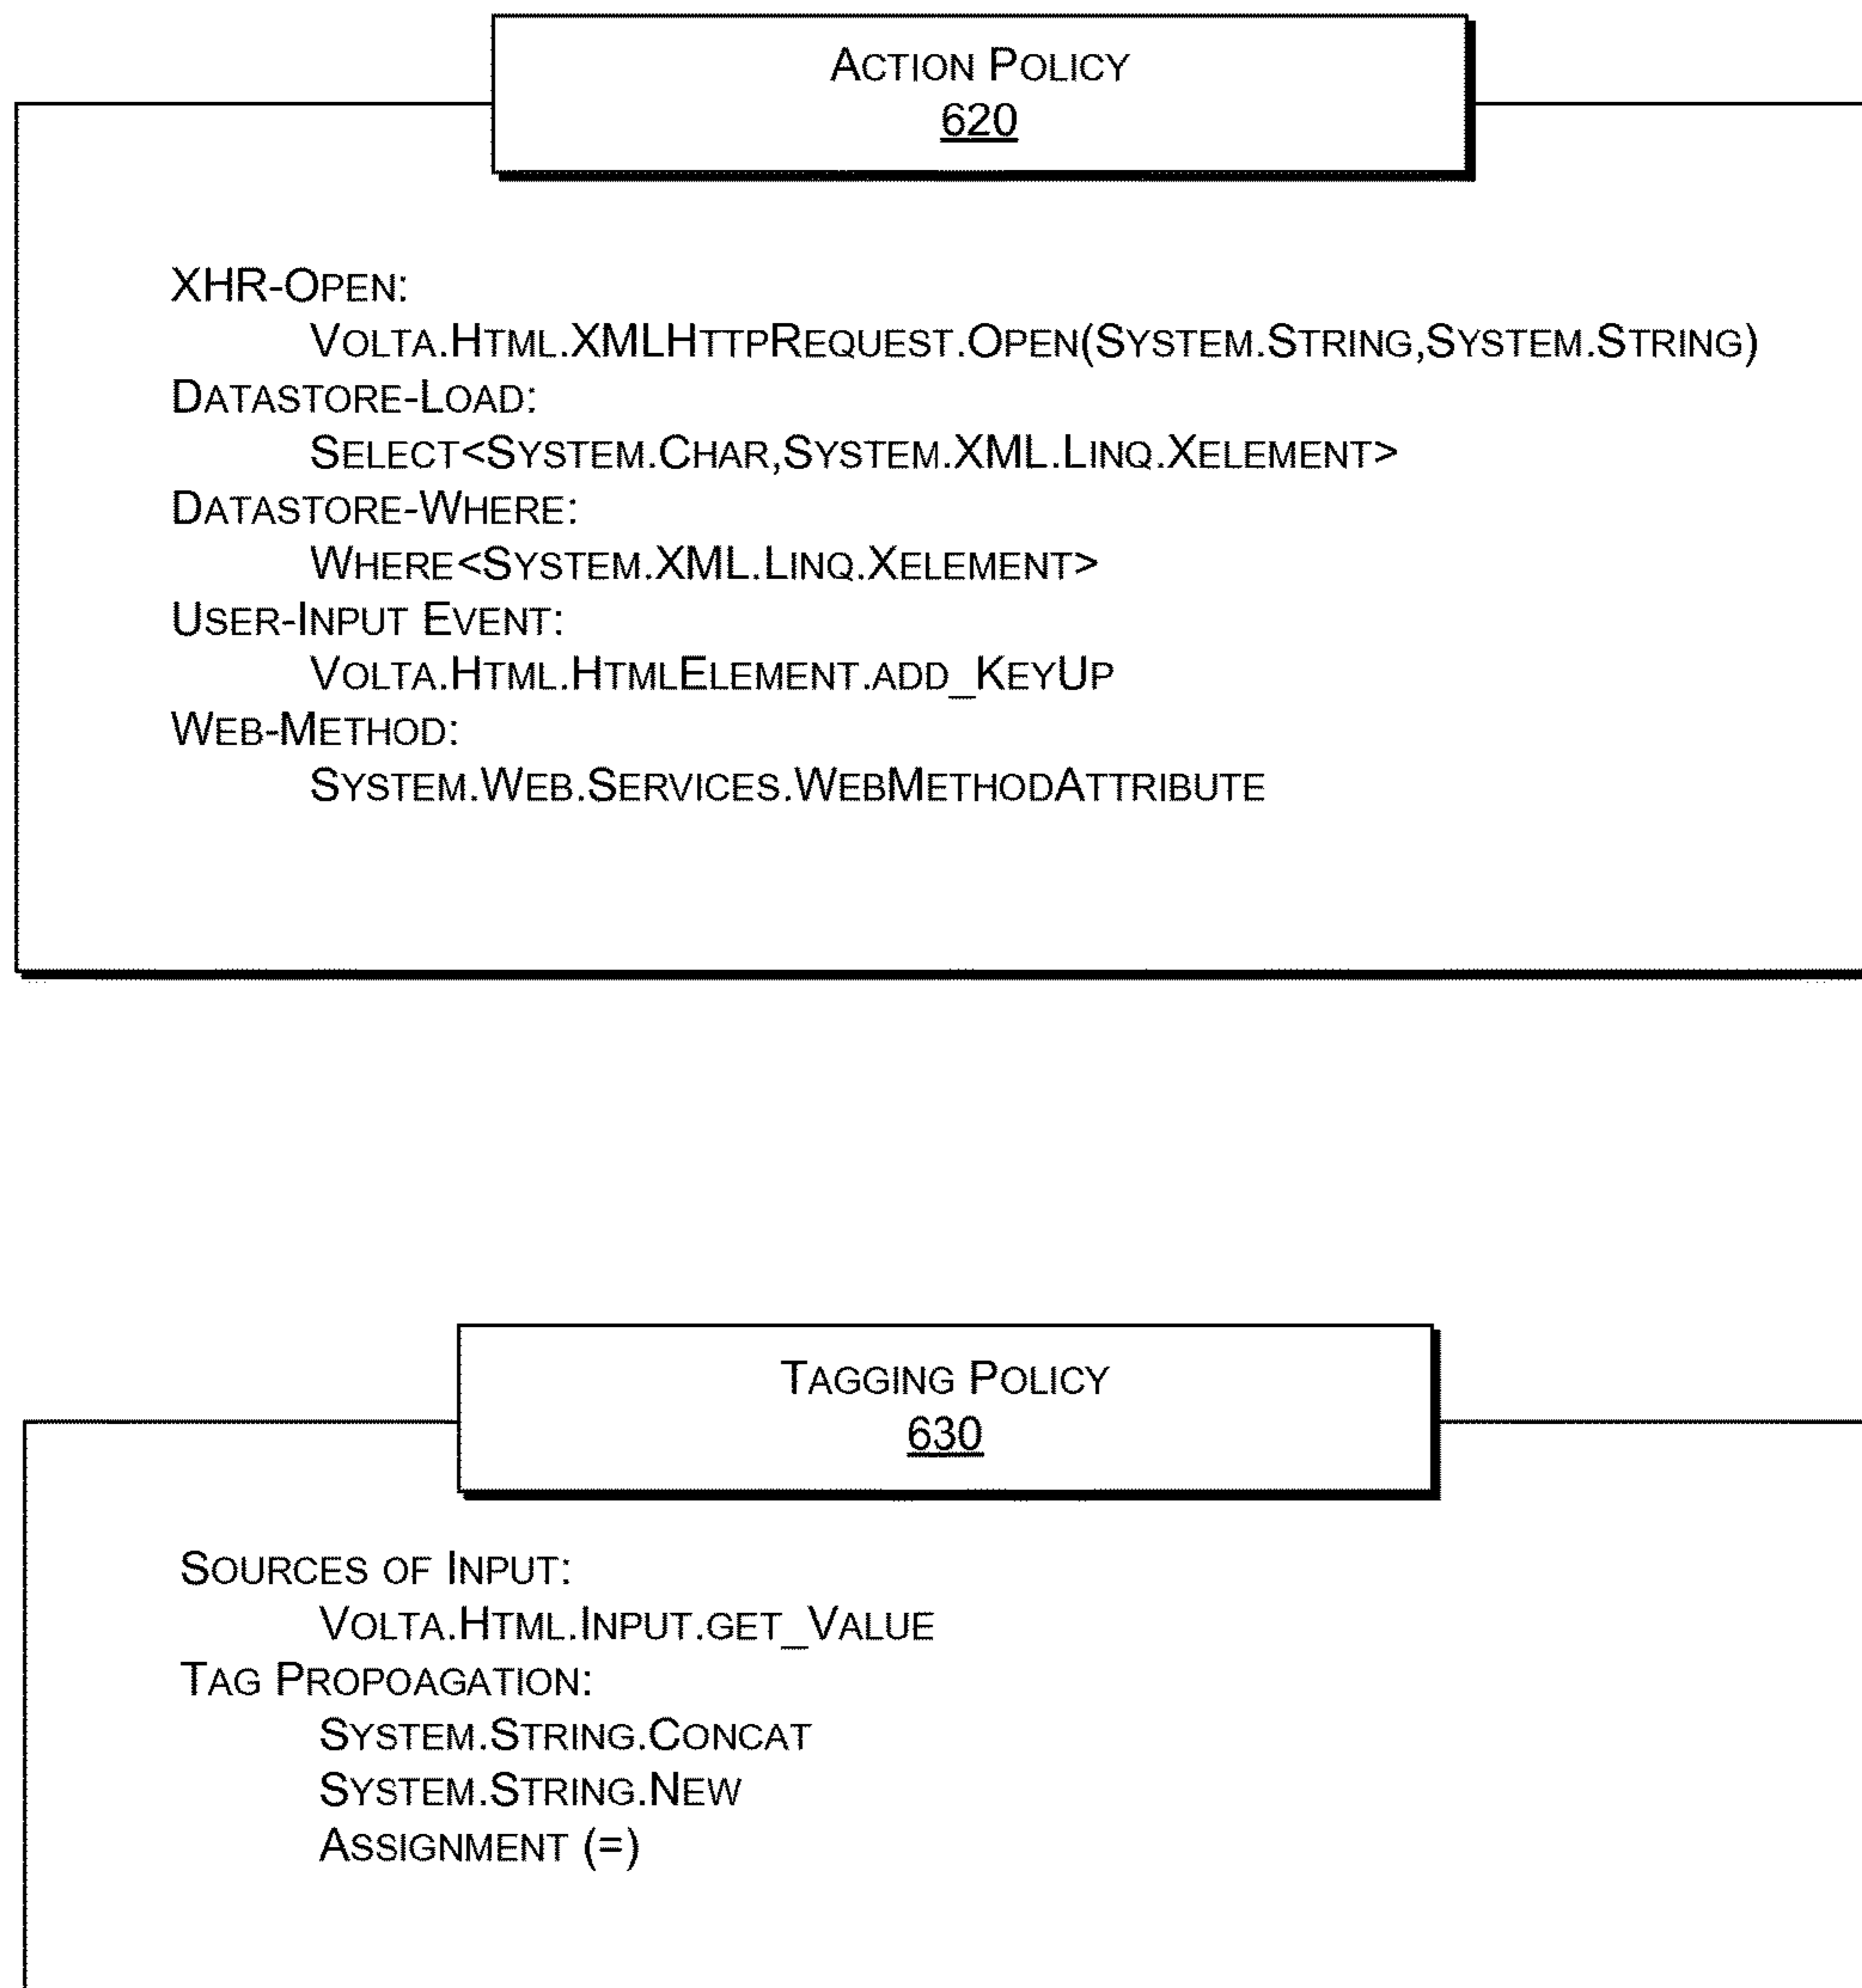 Action Policy
620
XHR-Open:
Volta.Html.XMLHttpRequest.Open(System.String,System.String)
Datastore-Load:
Select<System.Char,System.XML.Linq.Xelement>
Datastore-Where:
Where<System.XML.Linq.Xelement>
User-Input Event:
Volta.Html.HtmlElement.add_KeyUp
Web-Method:
System.Web.Services.WebMethodAttribute
Tagging Policy
630
Sources of Input:
Volta.Html.Input.get_Value
Tag Propoagation:
System.String.Concat
System.String.New
Assignment (=)